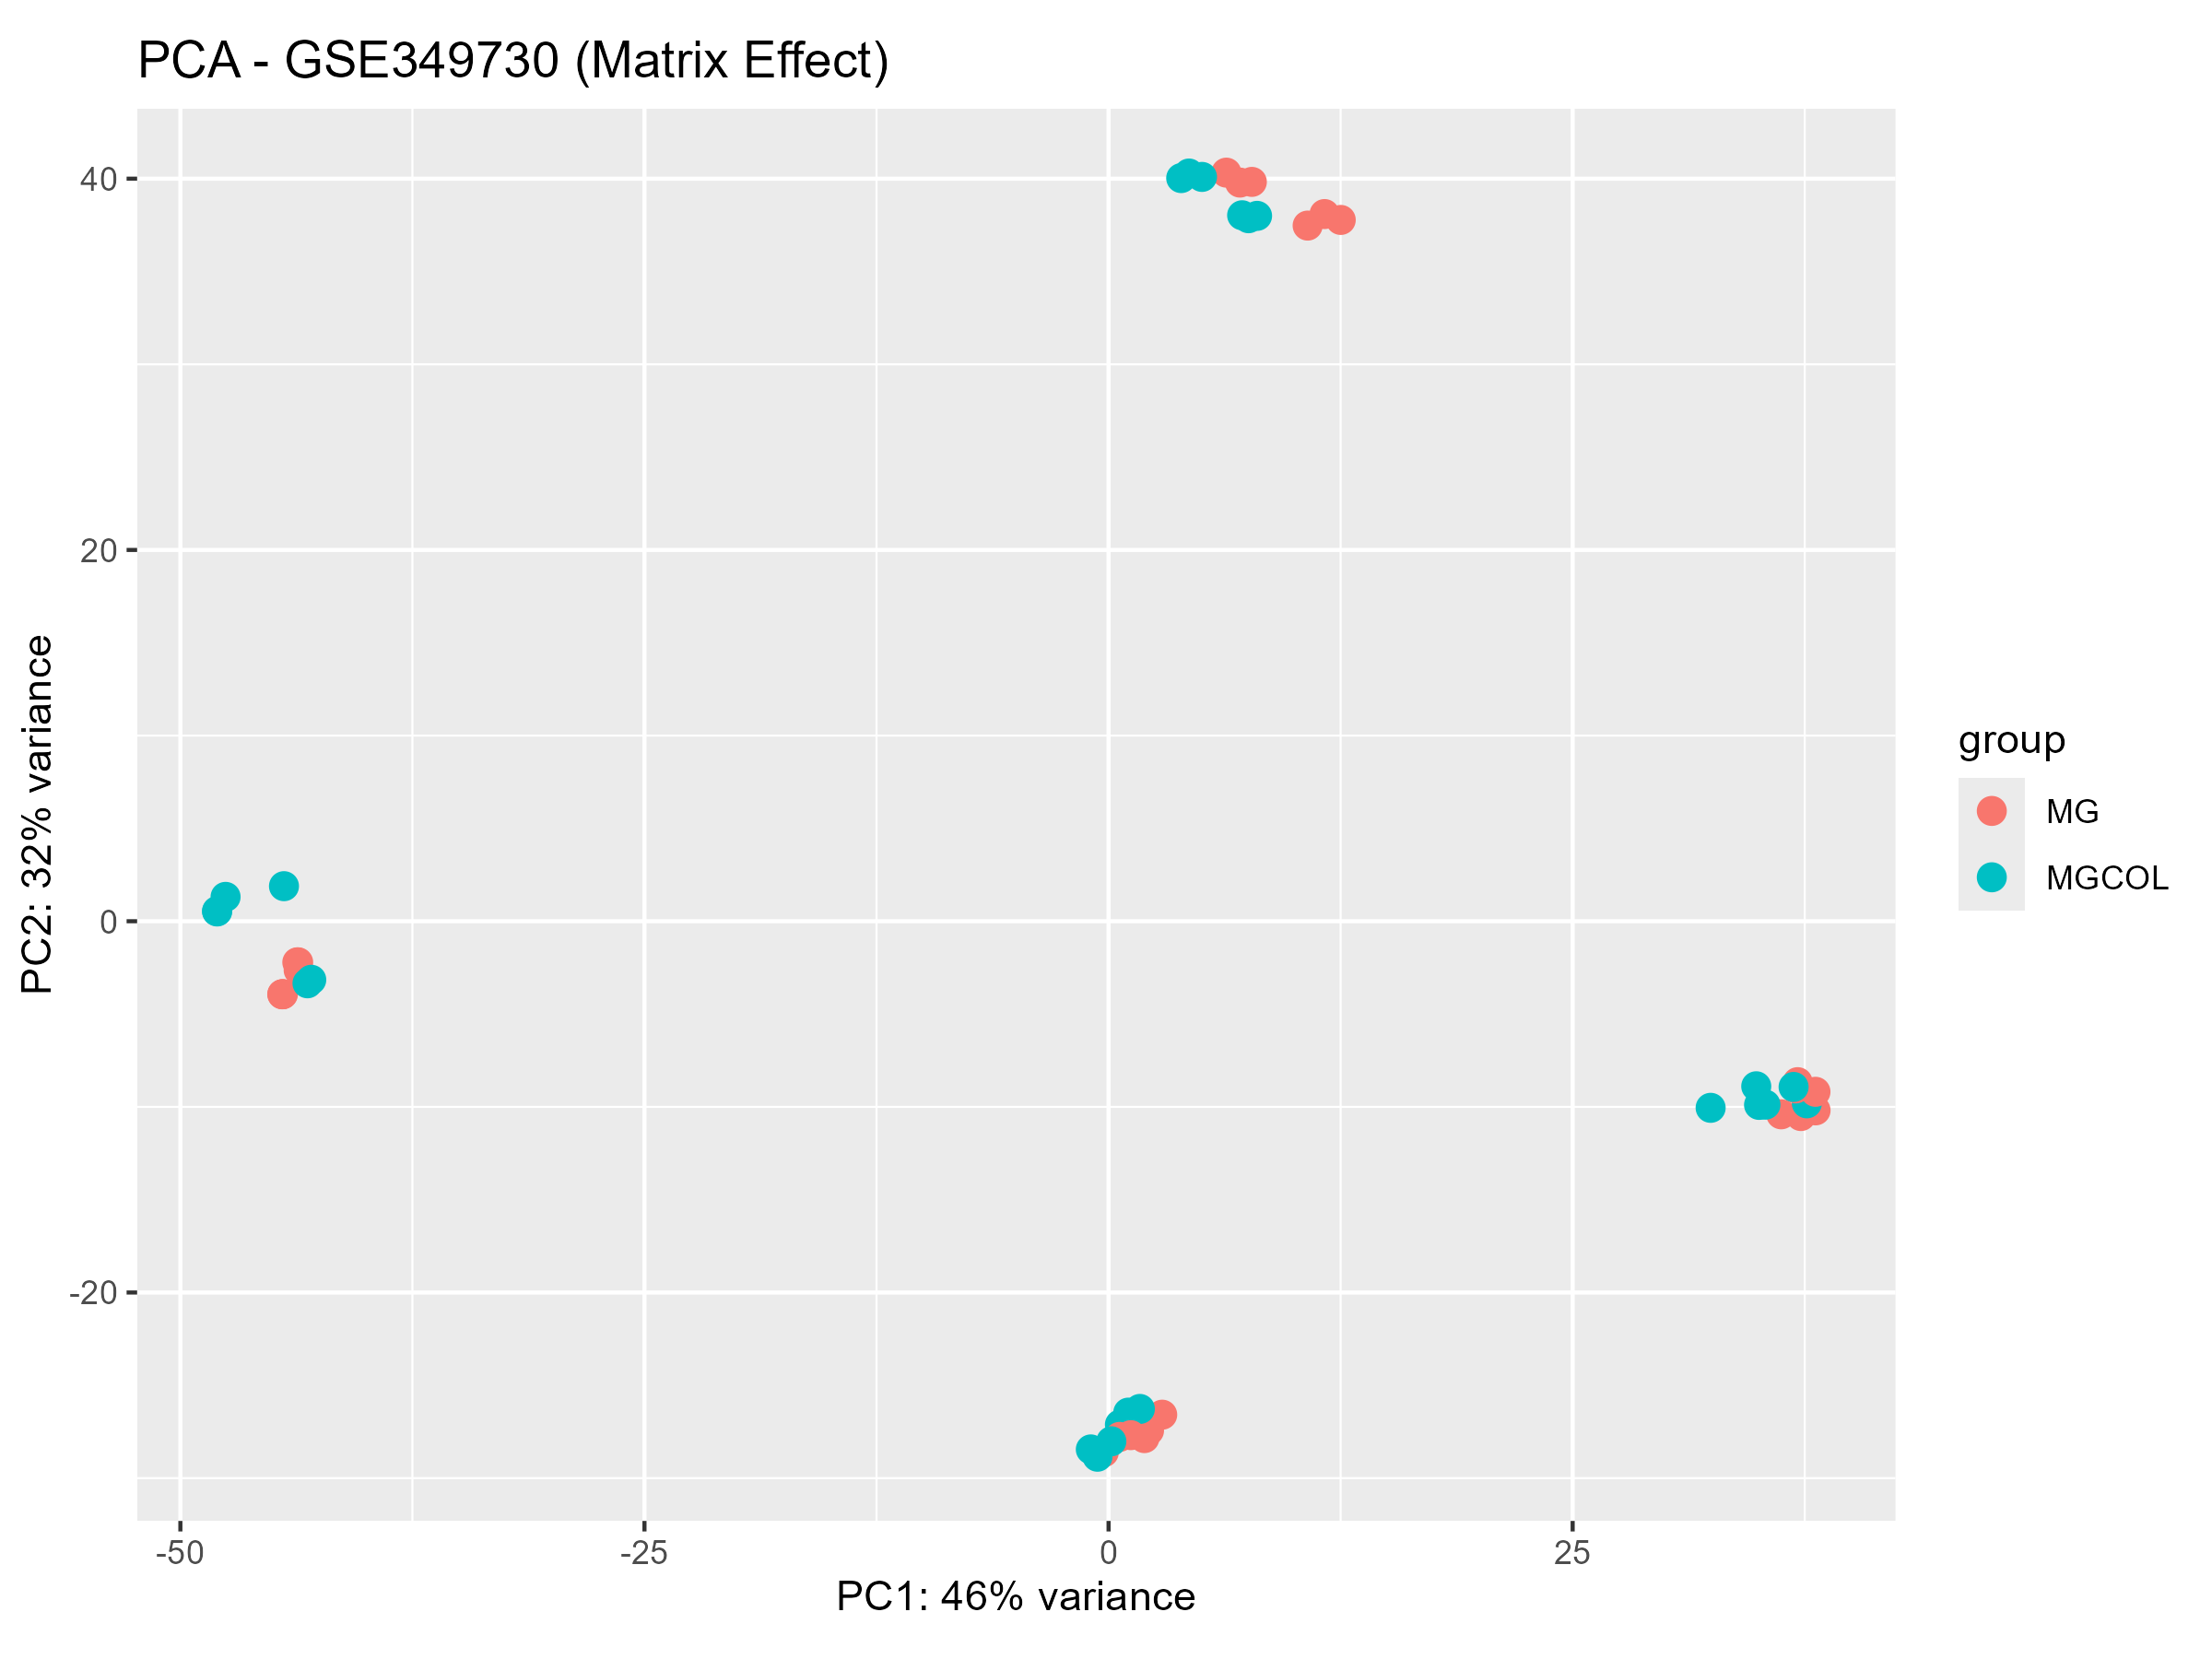 PCA - GSE349730 (Matrix Effect)
PC2: 32% variance
40
20
0
-20
-50
-25
0
25
PC1: 46% variance
group
MG
MGCOL